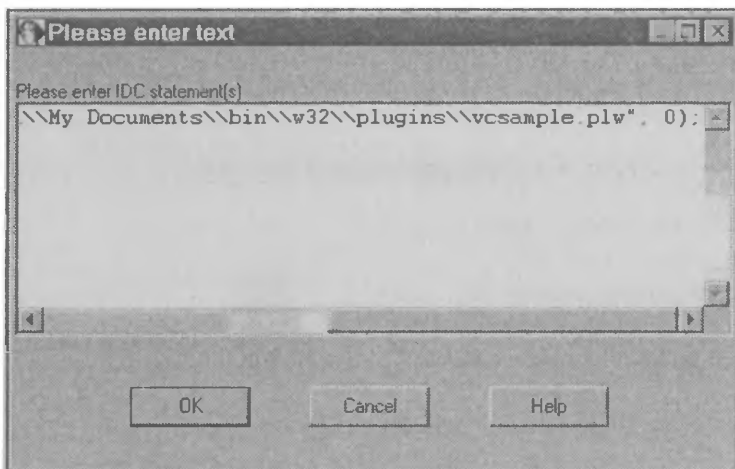 Please enter text
Please enter IDC statement(s)
\\My Documents\\bin\\w32\\plugins\\vcsample.plw", 0);
OK Cancel Help